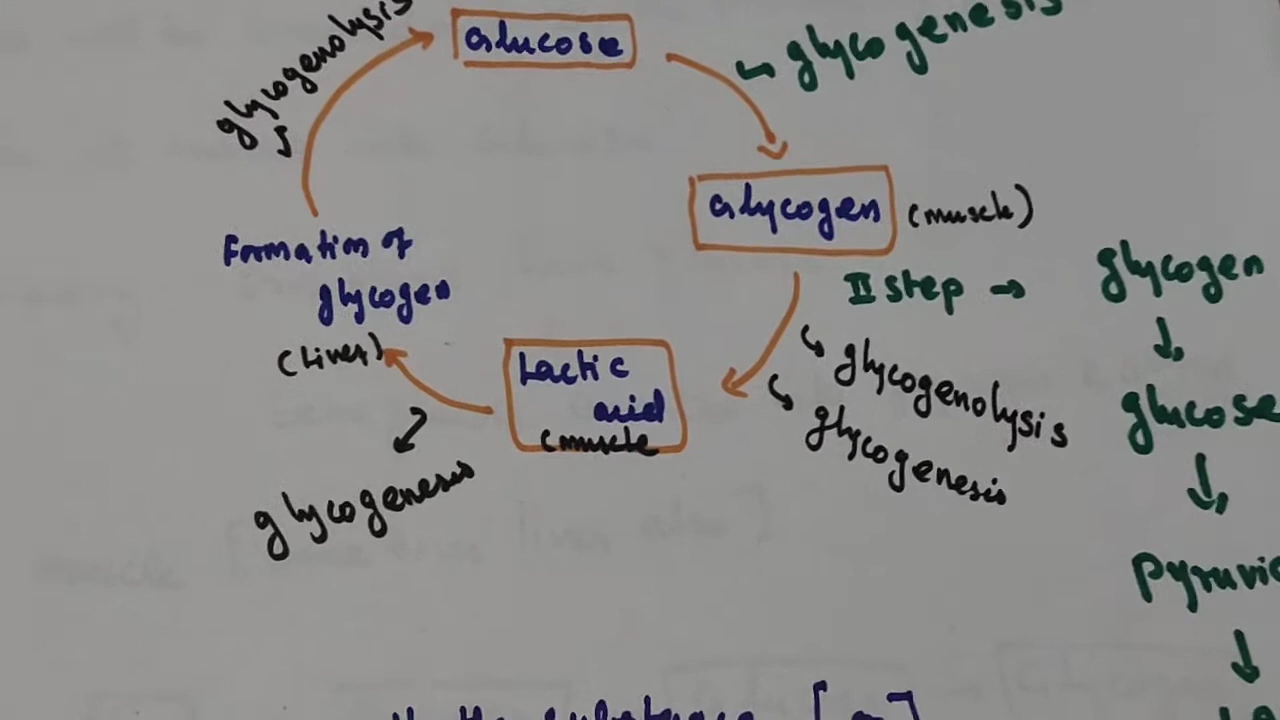 glycogenolysis
Glucose
↳ glycogenesis
Glycogen (muscle)
Formation of
glycogen
(Liver)
II step → glycogen
↓
glucose
↓
↓
↳ glycogenolysis
↳ glycogenesis
Lactic
acid
(muscle
glycogenesis
substance